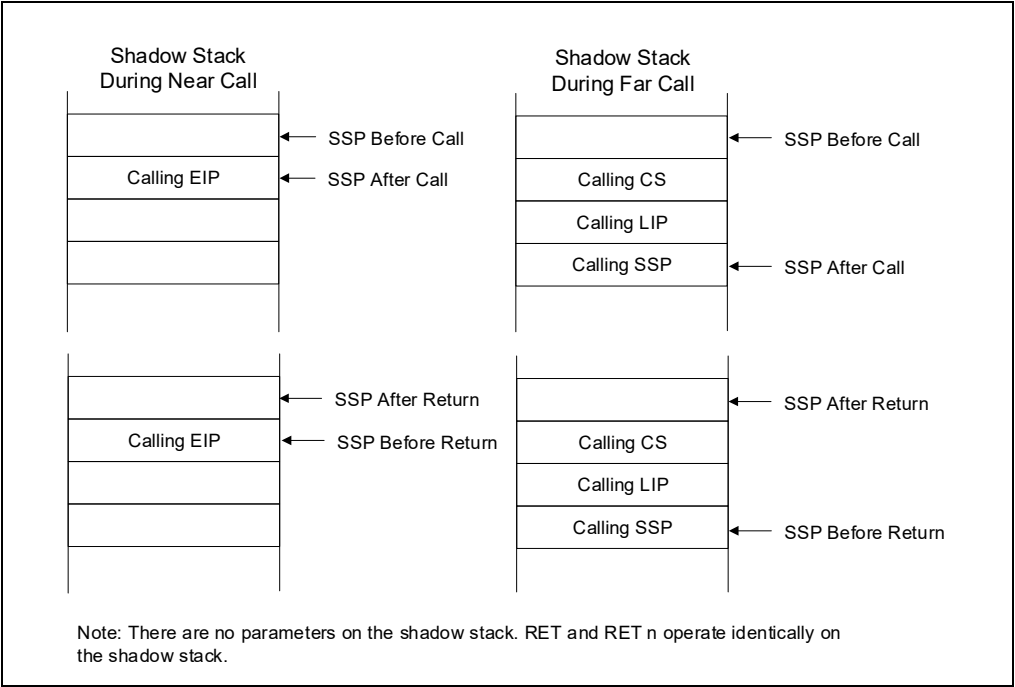 Shadow Stack
During Near Call
SSP Before Call
Calling EIP
SSP After Call
Shadow Stack
During Far Call
SSP Before Call
Calling CS
Calling LIP
Calling SSP
SSP After Call
SSP After Return
Calling EIP
SSP Before Return
SSP After Return
Calling CS
Calling LIP
Calling SSP
SSP Before Return
Note: There are no parameters on the shadow stack. RET and RET n operate identically on
the shadow stack.